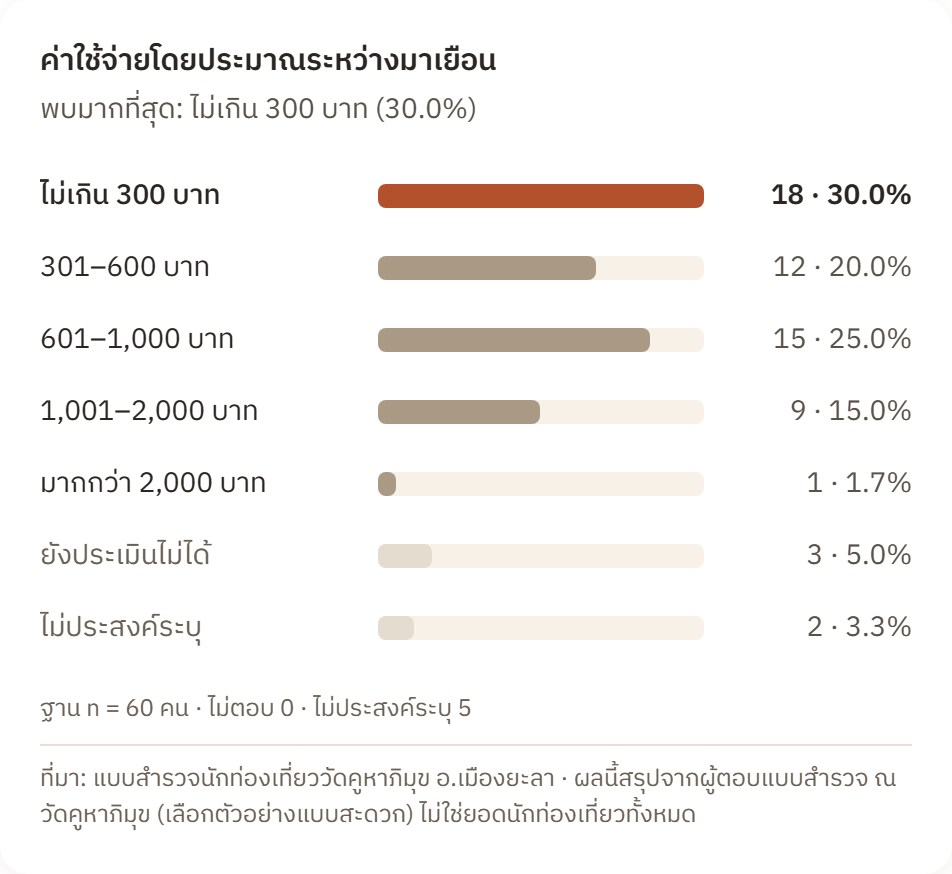 ค่าใช้จ่ายโดยประมาณระหว่างมาเยือน
พบมากที่สุด: ไม่เกิน 300 บาท (30.0%)
ไม่เกิน 300 บาท 18 · 30.0%
301–600 บาท 12 · 20.0%
601–1,000 บาท 15 · 25.0%
1,001–2,000 บาท 9 · 15.0%
มากกว่า 2,000 บาท 1 · 1.7%
ยังประเมินไม่ได้ 3 · 5.0%
ไม่ประสงค์ระบุ 2 · 3.3%
ฐาน n = 60 คน · ไม่ตอบ 0 · ไม่ประสงค์ระบุ 5
ที่มา: แบบสำรวจนักท่องเที่ยววัดคูหาภิมุข อ.เมืองยะลา · ผลนี้สรุปจากผู้ตอบแบบสำรวจ ณ
วัดคูหาภิมุข (เลือกตัวอย่างแบบสะดวก) ไม่ใช่ยอดนักท่องเที่ยวทั้งหมด